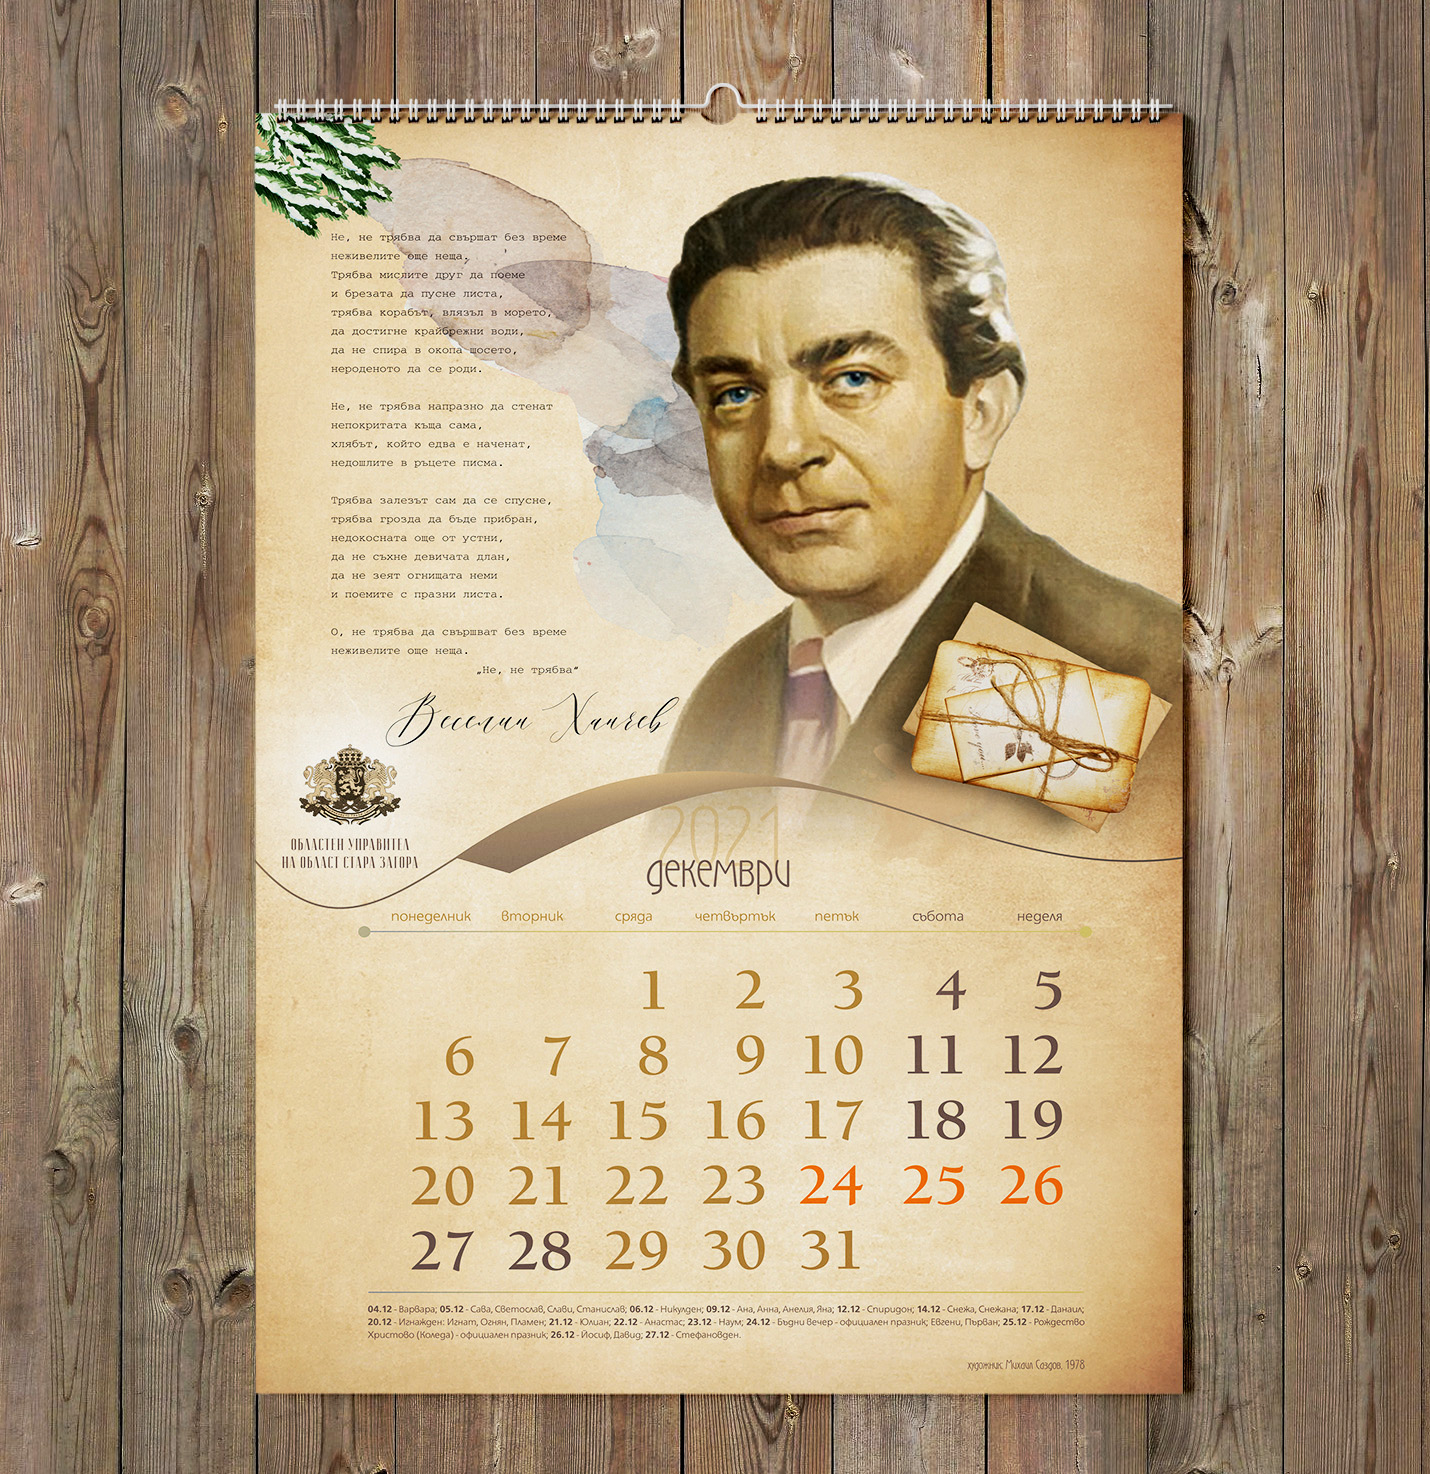 Не, не трябва да свършат без време
неживелите още неща.
Трябва мислите друг да поеме
и брезата да пусне листа,
трябва корабът, влязъл в морето,
да достигне крайбрежни води,
да не спира в окопа шосето,
нероденото да се роди.
Не, не трябва напразно да стенат
непокритата къща сама,
хлябът, който едва е наченат,
недошлите в ръцете писма.
Трябва залезът сам да се спусне,
трябва грозда да бъде прибран,
недокосната още от устни,
да не съхне девичата длан,
да не зеят огнищата неми
и поемите с празни листа.
О, не трябва да свършват без време
неживелите още неща.
„Не, не трябва“
Веселин Ханчев
ОБЛАСТЕН УПРАВИТЕЛ
НА ОБЛАСТ СТАРА ЗАГОРА
2021
декември
понеделник вторник сряда четвъртък петък събота неделя
1 2 3 4 5
6 7 8 9 10 11 12
13 14 15 16 17 18 19
20 21 22 23 24 25 26
27 28 29 30 31
04.12 - Варвара; 05.12 - Сава, Светослав, Слави, Станислав; 06.12 - Никулден; 09.12 - Ана, Анна, Анелия, Яна; 12.12 - Спиридон; 14.12 - Снежа, Снежана; 17.12 - Данаил;
20.12 - Игнажден: Игнат, Огнян, Пламен; 21.12 - Юлиан; 22.12 - Анастас; 23.12 - Наум; 24.12 - Бъдни вечер - официален празник; Евгени, Първан; 25.12 - Рождество
Христово (Коледа) - официален празник; 26.12 - Йосиф, Давид; 27.12 - Стефановден.
художник: Михаил Саздов, 1978